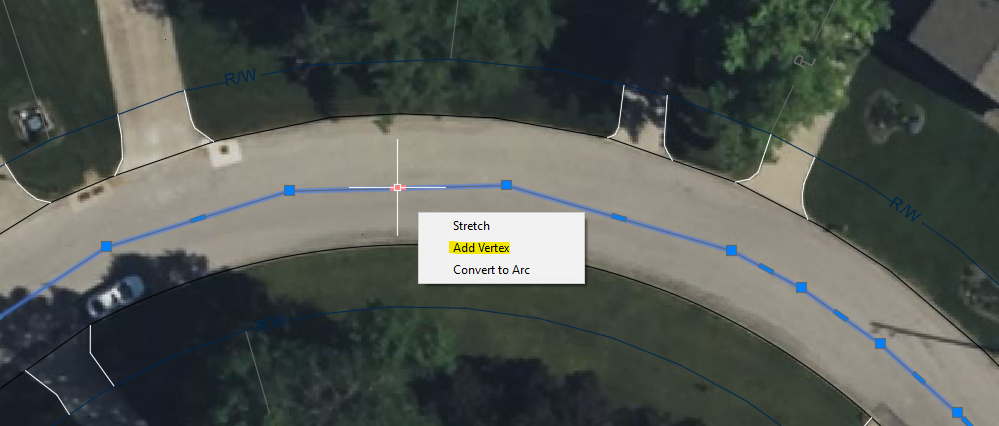 R/W
P
Stretch
Add Vertex
R/W
Convert to Arc
R/W